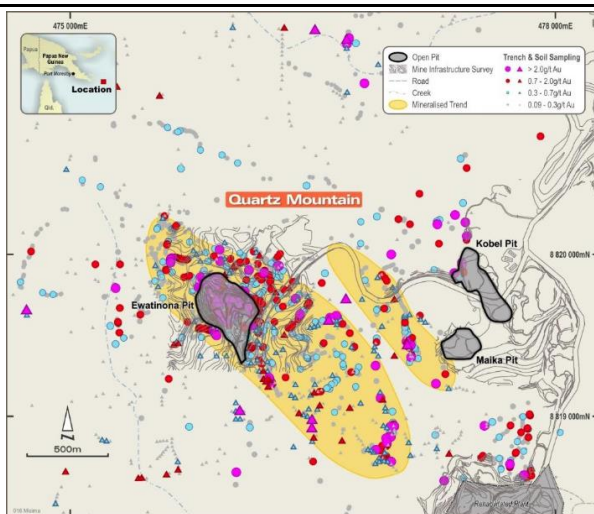 475 000mE
478 000mE
Papua
Papua New
Guinea
Port Moresby
Location
Qld.
Open Pit
Mine Infrastructure Survey
Road
Creek
Mineralised Trend
Trench & Soil Sampling
> 2.0g/t Au
0.7 - 2.0g/t Au
0.3 - 0.7g/t Au
0.09 - 0.3g/t Au
Quartz Mountain
Kobel Pit
8 820 000mN
Ewatinona Pit
Maika Pit
8 819 000mN
N
500m
Plant